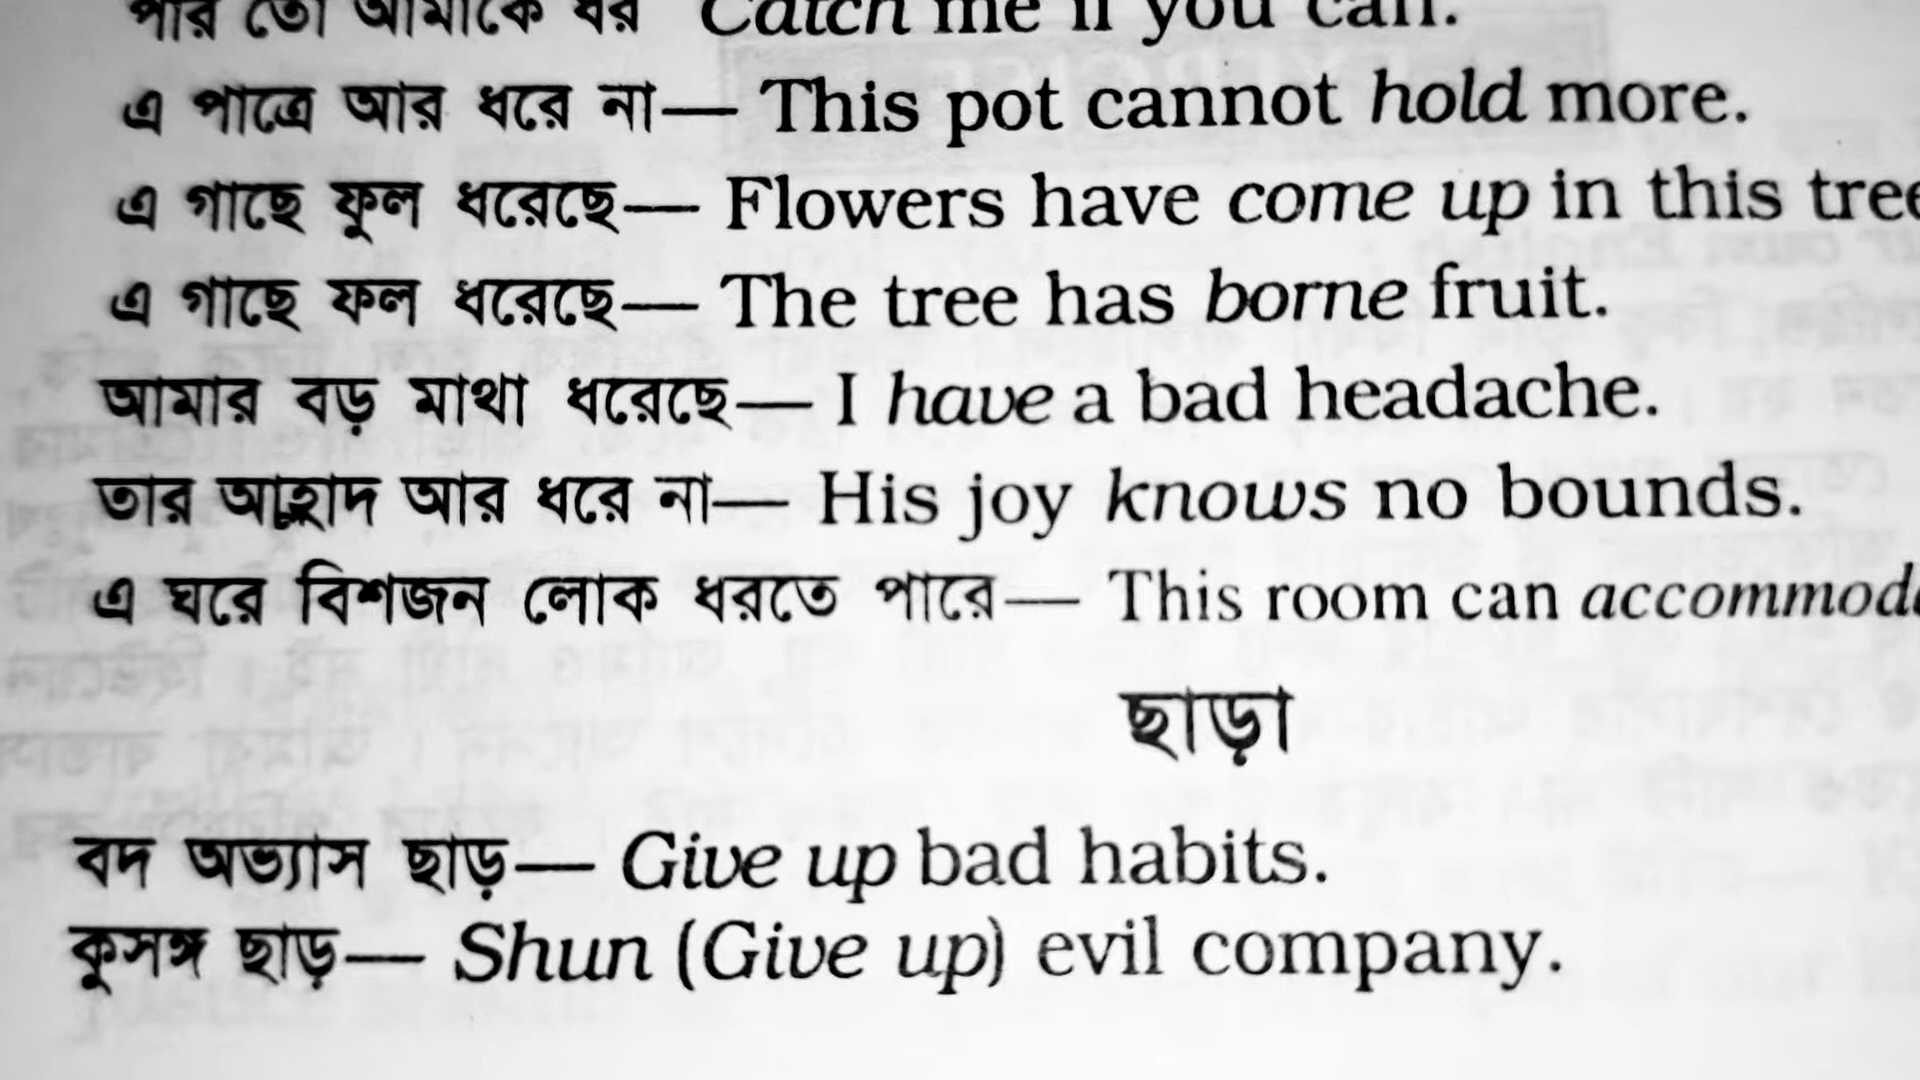 পার তো আমাকে ধর Catch me if you can.
এ পাত্রে আর ধরে না— This pot cannot hold more.
এ গাছে ফুল ধরেছে— Flowers have come up in this tree
এ গাছে ফল ধরেছে— The tree has borne fruit.
আমার বড় মাথা ধরেছে— I have a bad headache.
তার আহ্লাদ আর ধরে না— His joy knows no bounds.
এ ঘরে বিশজন লোক ধরতে পারে— This room can accommod
ছাড়া
বদ অভ্যাস ছাড়— Give up bad habits.
কুসঙ্গ ছাড়— Shun (Give up) evil company.